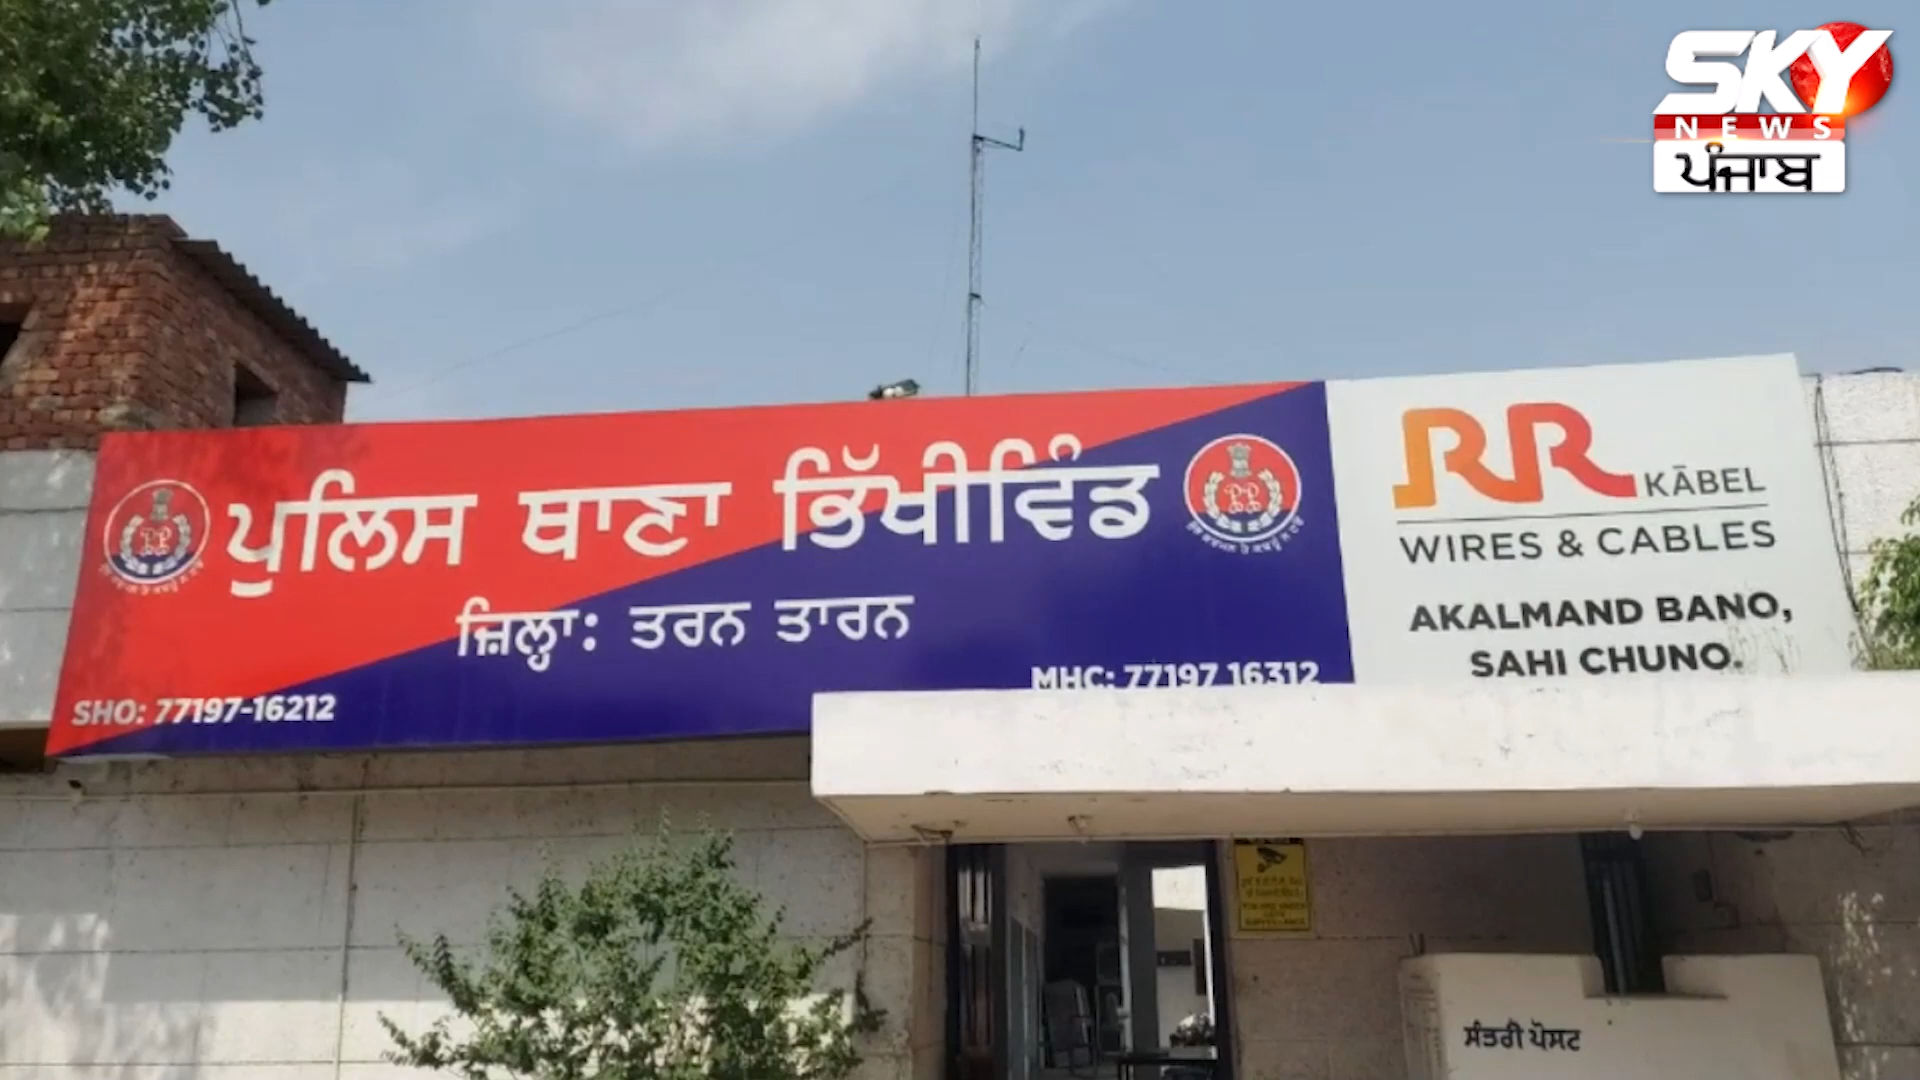 SKY
NEWS
ਪੰਜਾਬ
ਪੁਲਿਸ ਥਾਣਾ ਭਿੱਖੀਵਿੰਡ
ਜ਼ਿਲ੍ਹਾ: ਤਰਨ ਤਾਰਨ
SHO: 77197-16212
MHC: 77197 16312
RR KĀBEL
WIRES & CABLES
AKALMAND BANO,
SAHI CHUNO.
ਸੰਤਰੀ ਪੋਸਟ